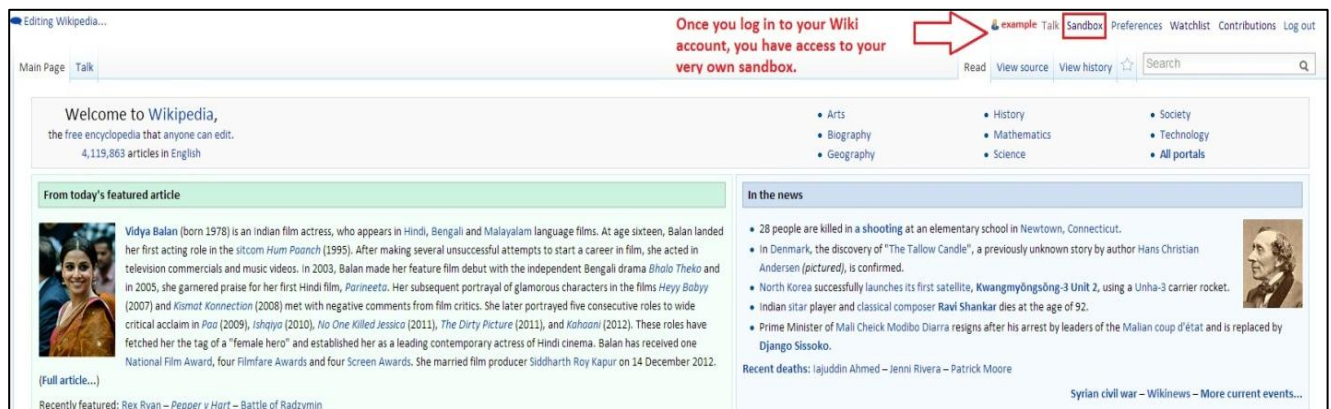 Editing Wikipedia...
Once you log in to your Wiki
account, you have access to your
very own sandbox.
example Talk Sandbox Preferences Watchlist Contributions Log out
Main Page Talk
Read View source View history Search
Welcome to Wikipedia,
the free encyclopedia that anyone can edit.
4,119,863 articles in English
• Arts
• Biography
• Geography
• History
• Mathematics
• Science
• Society
• Technology
• All portals
From today's featured article
Vidya Balan (born 1978) is an Indian film actress, who appears in Hindi, Bengali and Malayalam language films. At age sixteen, Balan landed
her first acting role in the sitcom Hum Paanch (1995). After making several unsuccessful attempts to start a career in film, she acted in
television commercials and music videos. In 2003, Balan made her feature film debut with the independent Bengali drama Bhalo Theko and
in 2005, she garnered praise for her first Hindi film, Parineeta. Her subsequent portrayal of glamorous characters in the films Heyy Babyy
(2007) and Kismat Konnection (2008) met with negative comments from film critics. She later portrayed five consecutive roles to wide
critical acclaim in Paa (2009), Ishqiya (2010), No One Killed Jessica (2011), The Dirty Picture (2011), and Kahaani (2012). These roles have
fetched her the tag of a "female hero" and established her as a leading contemporary actress of Hindi cinema. Balan has received one
National Film Award, four Filmfare Awards and four Screen Awards. She married film producer Siddharth Roy Kapur on 14 December 2012.
(Full article...)
Recently featured: Rex Ryan – Pepper v Hart – Battle of Radzymin
In the news
• 28 people are killed in a shooting at an elementary school in Newtown, Connecticut.
• In Denmark, the discovery of "The Tallow Candle", a previously unknown story by author Hans Christian
Andersen (pictured), is confirmed.
• North Korea successfully launches its first satellite, Kwangmyŏngsŏng-3 Unit 2, using a Unha-3 carrier rocket.
• Indian sitar player and classical composer Ravi Shankar dies at the age of 92.
• Prime Minister of Mali Cheick Modibo Diarra resigns after his arrest by leaders of the Malian coup d'état and is replaced by
Django Sissoko.
Recent deaths: Iajuddin Ahmed – Jenni Rivera – Patrick Moore
Syrian civil war – Wikinews – More current events...